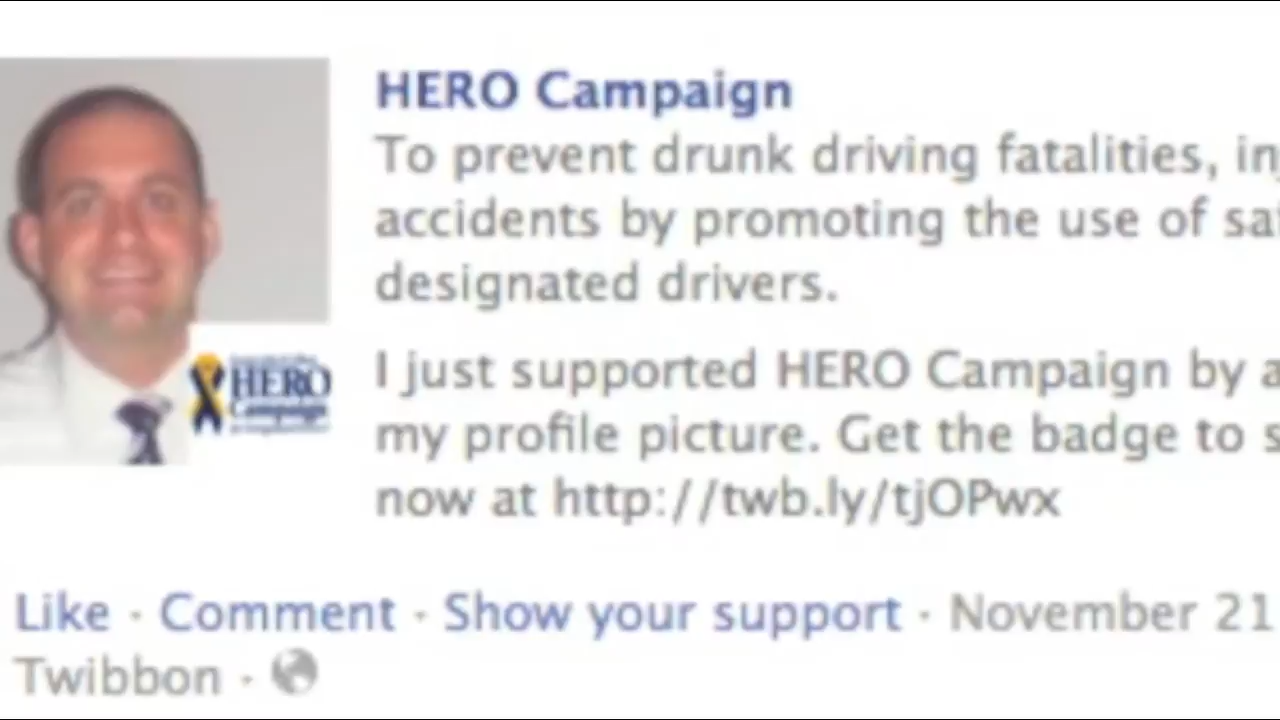 HERO Campaign
To prevent drunk driving fatalities, inj
accidents by promoting the use of sa
designated drivers.
I just supported HERO Campaign by a
my profile picture. Get the badge to s
now at http://twb.ly/tjOPwx
HERO
Campaign
Like · Comment · Show your support · November 21
Twibbon ·